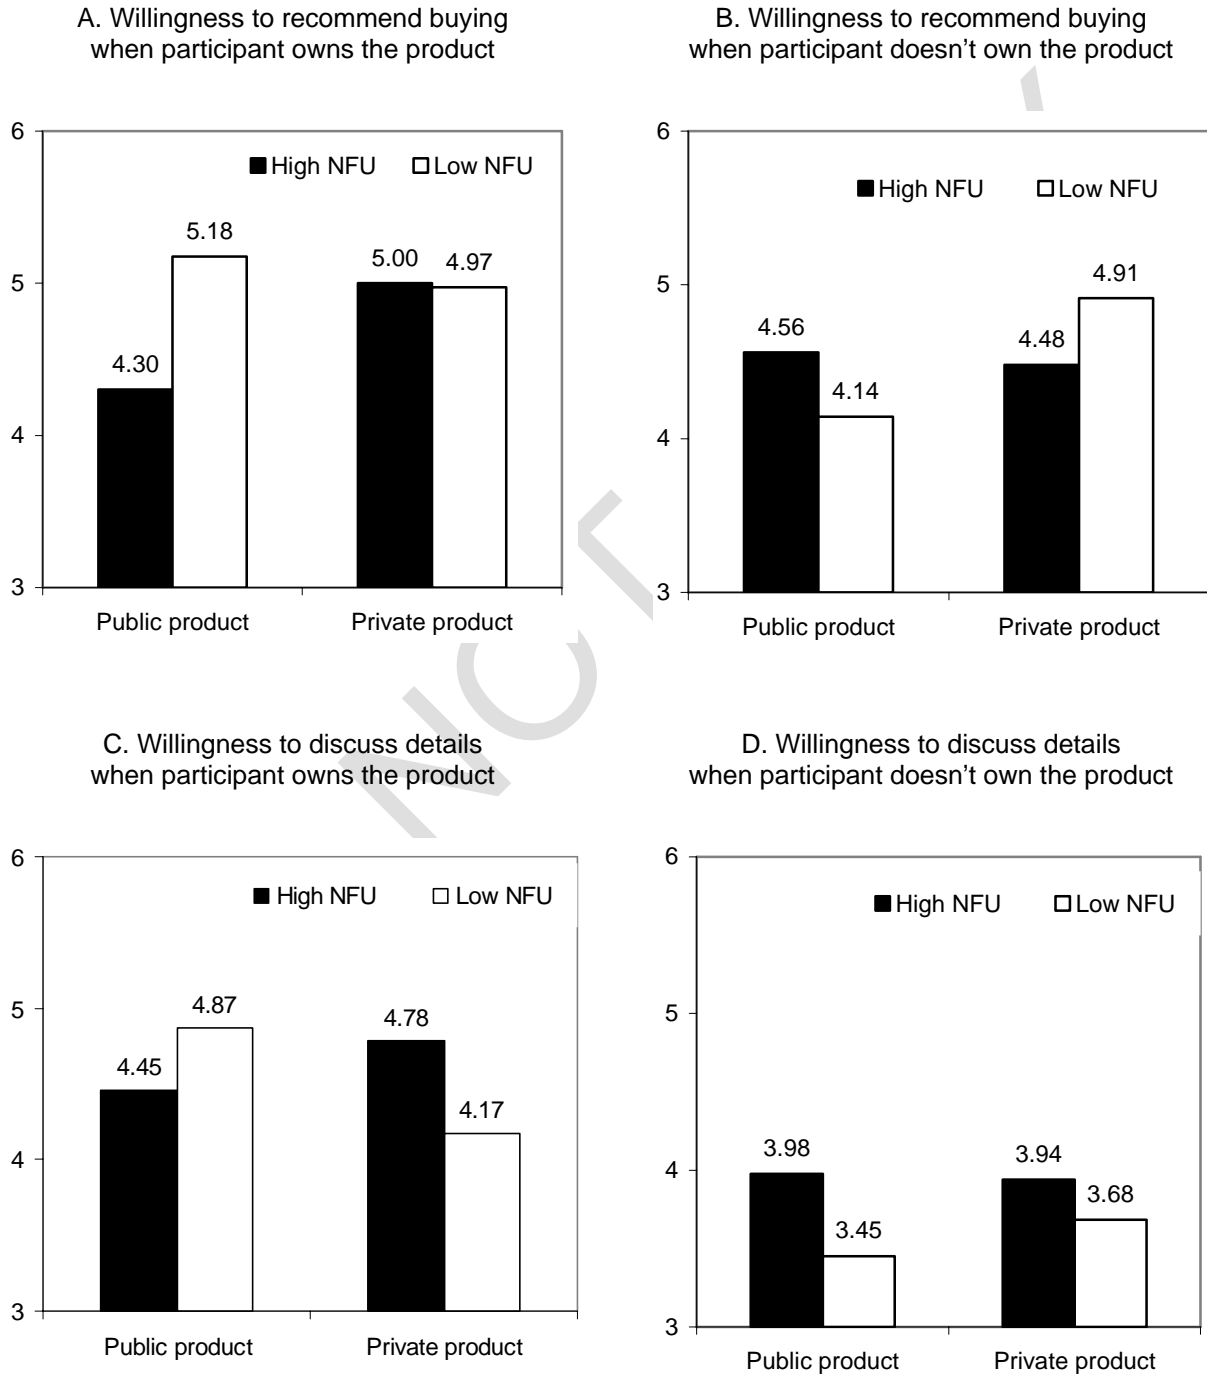 A. Willingness to recommend buying
when participant owns the product
6
High NFU Low NFU
5.18
5.00 4.97
5
4.30
4
3
Public product Private product
B. Willingness to recommend buying
when participant doesn't own the product
6
High NFU Low NFU
5
4.91
4.56
4.48
4.14
4
3
Public product Private product
C. Willingness to discuss details
when participant owns the product
6
High NFU Low NFU
5
4.87
4.78
4.45
4.17
4
3
Public product Private product
D. Willingness to discuss details
when participant doesn't own the product
6
High NFU Low NFU
5
4
3.98
3.94
3.68
3.45
3
Public product Private product